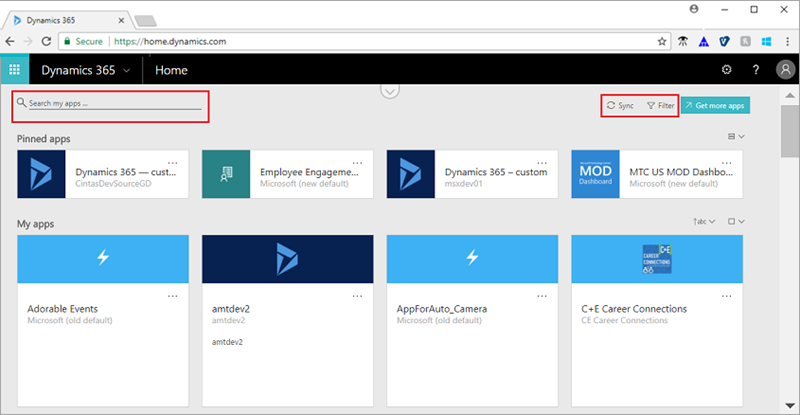 Dynamics 365
Secure
https://home.dynamics.com
Dynamics 365
Home
?
Search my apps ...
Sync
Filter
Get more apps
Pinned apps
Dynamics 365 — cust...
CintasDevSourceGD
Employee Engageme...
Microsoft (new default)
Dynamics 365 – custom
msxdev01
MOD
Dashboard
MTC US MOD Dashbo...
Microsoft (new default)
My apps
↑abc
Adorable Events
Microsoft (old default)
amtdev2
amtdev2
amtdev2
AppForAuto_Camera
Microsoft (old default)
C+E
CAREER
CONNECTIONS
C+E Career Connections
CE Career Connections